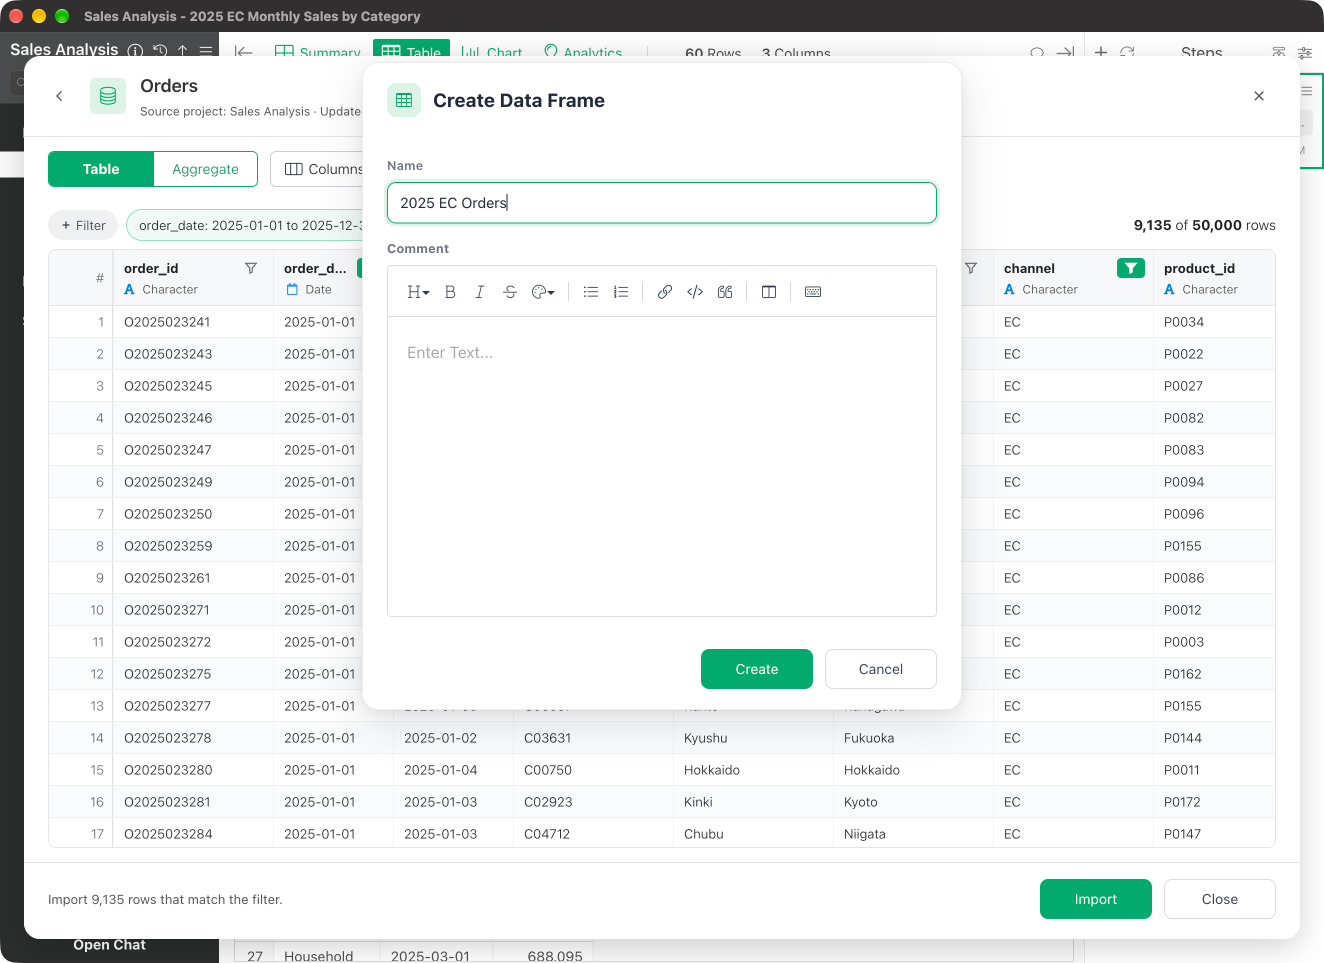 Sales Analysis - 2025 EC Monthly Sales by Category
Sales Analysis
Summary Table Chart Analytics 60 Rows 3 Columns Steps
Orders
Source project: Sales Analysis · Update
Create Data Frame
Table Aggregate Columns
Name
2025 EC Orders
+ Filter order_date: 2025-01-01 to 2025-12-3
9,135 of 50,000 rows
Comment
# order_id order_d... channel product_id
Character Date Character Character
H B I S
Enter Text...
1 O2025023241 2025-01-01 EC P0034
2 O2025023243 2025-01-01 EC P0022
3 O2025023245 2025-01-01 EC P0027
4 O2025023246 2025-01-01 EC P0082
5 O2025023247 2025-01-01 EC P0083
6 O2025023249 2025-01-01 EC P0094
7 O2025023250 2025-01-01 EC P0096
8 O2025023259 2025-01-01 EC P0155
9 O2025023261 2025-01-01 EC P0086
10 O2025023271 2025-01-01 EC P0012
11 O2025023272 2025-01-01 EC P0003
12 O2025023275 2025-01-01 EC P0162
Create Cancel
13 O2025023277 2025-01-01 EC P0155
14 O2025023278 2025-01-01 2025-01-02 C03631 Kyushu Fukuoka EC P0144
15 O2025023280 2025-01-01 2025-01-04 C00750 Hokkaido Hokkaido EC P0011
16 O2025023281 2025-01-01 2025-01-03 C02923 Kinki Kyoto EC P0172
17 O2025023284 2025-01-01 2025-01-03 C04712 Chubu Niigata EC P0147
Import 9,135 rows that match the filter.
Import Close
Open Chat
27 Household 2025-03-01 688,095